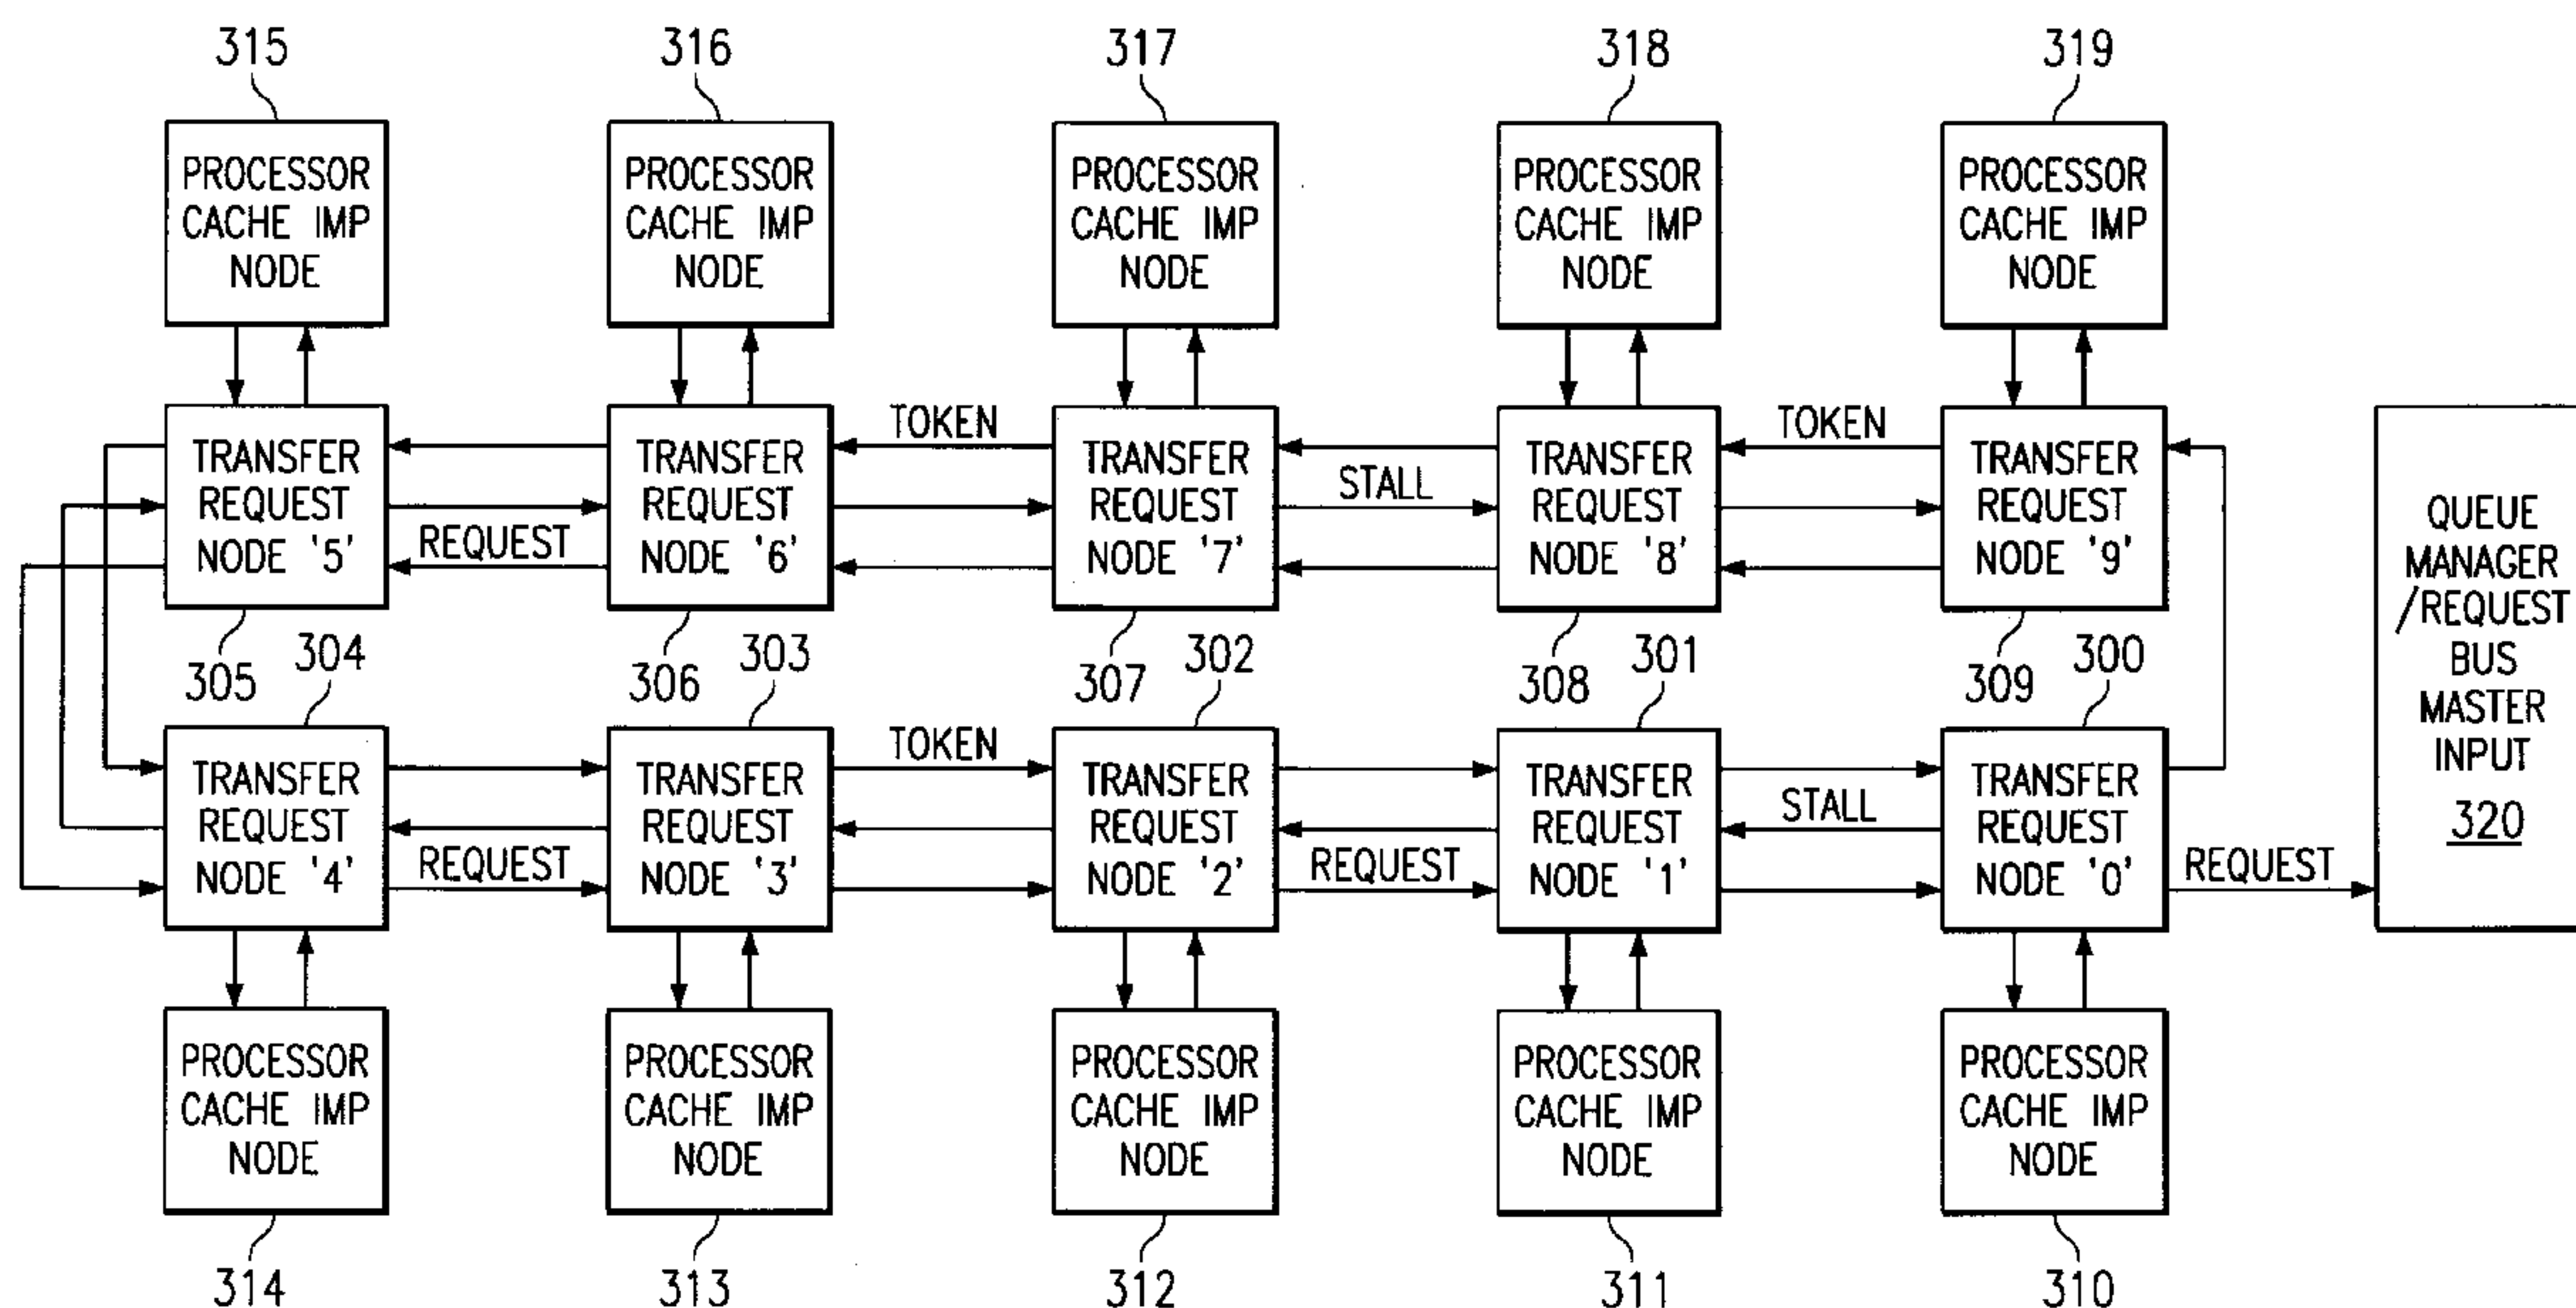 315
316
317
318
319
PROCESSOR
CACHE IMP
NODE
PROCESSOR
CACHE IMP
NODE
PROCESSOR
CACHE IMP
NODE
PROCESSOR
CACHE IMP
NODE
PROCESSOR
CACHE IMP
NODE
TRANSFER
REQUEST
NODE '5'
REQUEST
TRANSFER
REQUEST
NODE '6'
TOKEN
TRANSFER
REQUEST
NODE '7'
STALL
TRANSFER
REQUEST
NODE '8'
TOKEN
TRANSFER
REQUEST
NODE '9'
QUEUE
MANAGER
/REQUEST
BUS
MASTER
INPUT
320
305
304
306
303
307
302
308
301
309
300
TRANSFER
REQUEST
NODE '4'
REQUEST
TRANSFER
REQUEST
NODE '3'
TOKEN
TRANSFER
REQUEST
NODE '2'
REQUEST
TRANSFER
REQUEST
NODE '1'
STALL
TRANSFER
REQUEST
NODE '0'
REQUEST
PROCESSOR
CACHE IMP
NODE
PROCESSOR
CACHE IMP
NODE
PROCESSOR
CACHE IMP
NODE
PROCESSOR
CACHE IMP
NODE
PROCESSOR
CACHE IMP
NODE
314
313
312
311
310